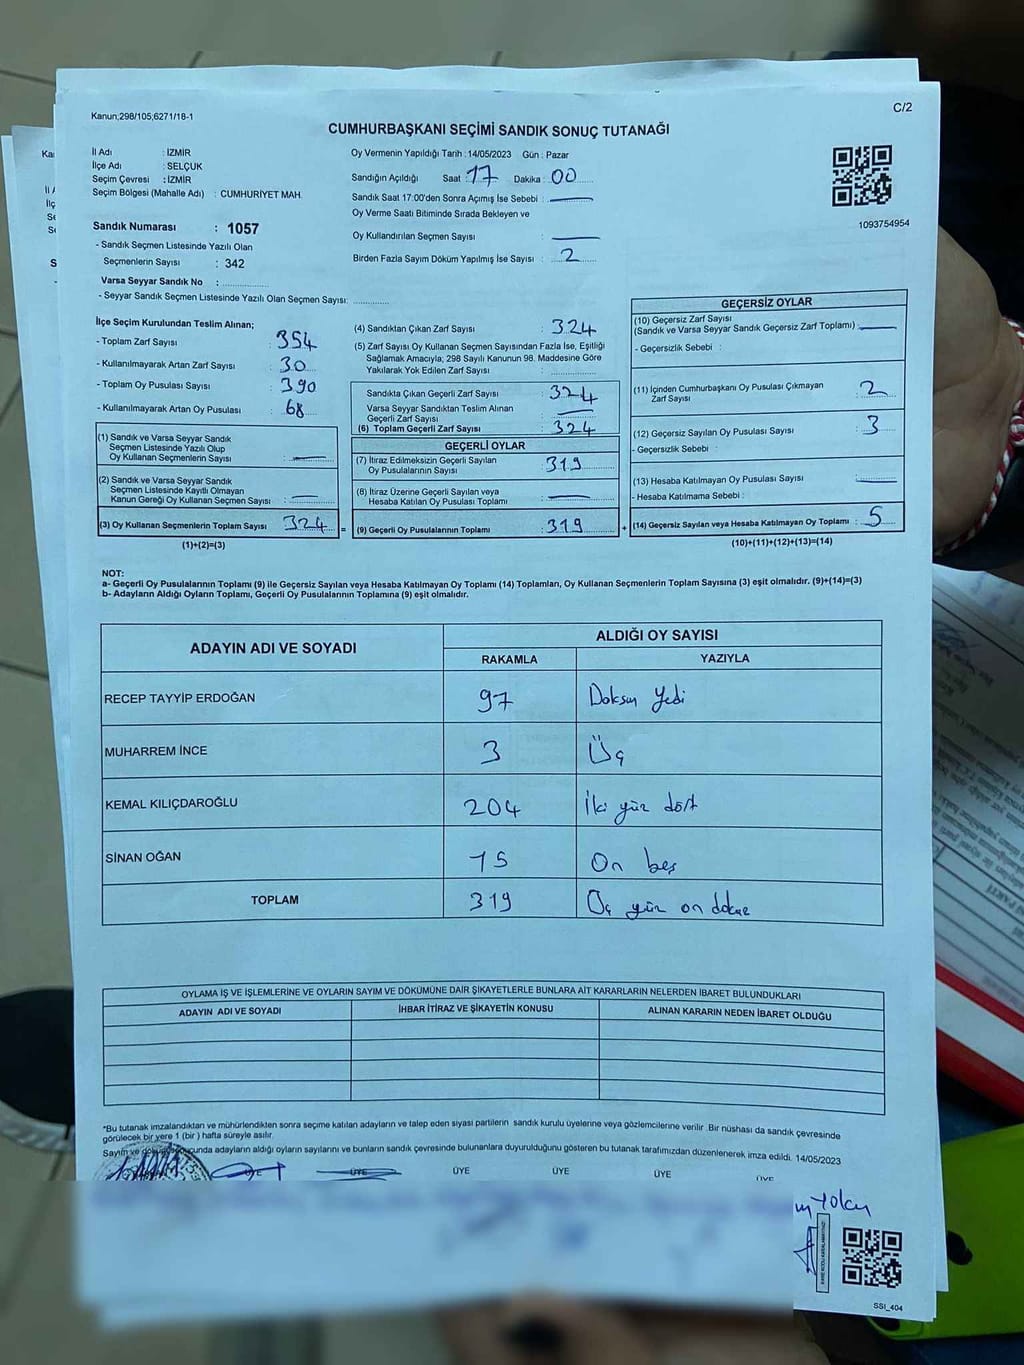 Kanun;298/105;6271/18-1
C/2
CUMHURBAŞKANI SEÇİMİ SANDIK SONUÇ TUTANAĞI
İl Adı : İZMİR
İlçe Adı : SELÇUK
Seçim Çevresi : İZMİR
Seçim Bölgesi (Mahalle Adı) : CUMHURİYET MAH.
Sandık Numarası : 1057
- Sandık Seçmen Listesinde Yazılı Olan
Seçmenlerin Sayısı : 342
Varsa Seyyar Sandık No :
- Seyyar Sandık Seçmen Listesinde Yazılı Olan Seçmen Sayısı:
Oy Vermenin Yapıldığı Tarih : 14/05/2023 Gün : Pazar
Sandığın Açıldığı Saat : 17 Dakika : 00
Sandık Saat 17:00'den Sonra Açımış İse Sebebi :
Oy Verme Saati Bitiminde Sırada Bekleyen ve
Oy Kullandırılan Seçmen Sayısı :
Birden Fazla Sayım Döküm Yapılmış İse Sayısı : 2
1093754954
İlçe Seçim Kurulundan Teslim Alınan;
- Toplam Zarf Sayısı : 354
- Kullanılmayarak Artan Zarf Sayısı : 30
- Toplam Oy Pusulası Sayısı : 390
- Kullanılmayarak Artan Oy Pusulası : 68
(1) Sandık ve Varsa Seyyar Sandık
Seçmen Listesinde Yazılı Olup
Oy Kullanan Seçmenlerin Sayısı :
(2) Sandık ve Varsa Seyyar Sandık
Seçmen Listesinde Kayıtlı Olmayan
Kanun Gereği Oy Kullanan Seçmen Sayısı :
(3) Oy Kullanan Seçmenlerin Toplam Sayısı : 324 =
(1)+(2)=(3)
(4) Sandıktan Çıkan Zarf Sayısı : 324
(5) Zarf Sayısı Oy Kullanan Seçmen Sayısından Fazla İse, Eşitliği
Sağlamak Amacıyla; 298 Sayılı Kanunun 98. Maddesine Göre
Yakılarak Yok Edilen Zarf Sayısı :
Sandıkta Çıkan Geçerli Zarf Sayısı : 324
Varsa Seyyar Sandıktan Teslim Alınan
Geçerli Zarf Sayısı :
(6) Toplam Geçerli Zarf Sayısı : 324
GEÇERLİ OYLAR
(7) İtiraz Edilmeksizin Geçerli Sayılan
Oy Pusulalarının Sayısı : 319
(8) İtiraz Üzerine Geçerli Sayılan veya
Hesaba Katılan Oy Pusulası Toplamı :
(9) Geçerli Oy Pusulalarının Toplamı : 319 +
GEÇERSİZ OYLAR
(10) Geçersiz Zarf Sayısı
(Sandık ve Varsa Seyyar Sandık Geçersiz Zarf Toplamı) :
- Geçersizlik Sebebi :
(11) İçinden Cumhurbaşkanı Oy Pusulası Çıkmayan
Zarf Sayısı : 2
(12) Geçersiz Sayılan Oy Pusulası Sayısı : 3
- Geçersizlik Sebebi :
(13) Hesaba Katılmayan Oy Pusulası Sayısı :
- Hesaba Katılmama Sebebi :
(14) Geçersiz Sayılan veya Hesaba Katılmayan Oy Toplamı : 5
(10)+(11)+(12)+(13)=(14)
NOT:
a- Geçerli Oy Pusulalarının Toplamı (9) ile Geçersiz Sayılan veya Hesaba Katılmayan Oy Toplamı (14) Toplamları, Oy Kullanan Seçmenlerin Toplam Sayısına (3) eşit olmalıdır. (9)+(14)=(3)
b- Adayların Aldığı Oyların Toplamı, Geçerli Oy Pusulalarının Toplamına (9) eşit olmalıdır.
ADAYIN ADI VE SOYADI ALDIĞI OY SAYISI
RAKAMLA YAZIYLA
RECEP TAYYİP ERDOĞAN 97 Doksan Yedi
MUHARREM İNCE 3 Üç
KEMAL KILIÇDAROĞLU 204 İki yüz dört
SİNAN OĞAN 15 On beş
TOPLAM 319 Üç yüz on dokuz
OYLAMA İŞ VE İŞLEMLERİNE VE OYLARIN SAYIM VE DÖKÜMÜNE DAİR ŞİKAYETLERLE BUNLARA AİT KARARLARIN NELERDEN İBARET BULUNDUKLARI
ADAYIN ADI VE SOYADI İHBAR İTİRAZ VE ŞİKAYETİN KONUSU ALINAN KARARIN NEDEN İBARET OLDUĞU
*Bu tutanak imzalandıktan ve mühürlendikten sonra seçime katılan adayların ve talep eden siyasi partilerin sandık kurulu üyelerine veya gözlemcilerine verilir .Bir nüshası da sandık çevresinde
görülecek bir yere 1 (bir ) hafta süreyle asılır.
adayların aldığı oyların sayısını ve bunların sandık çevresinde bulunanlara duyurulduğunu gösteren bu tutanak tarafımızdan düzenlenerek imza edildi. 14/05/2023
ÜYE ÜYE ÜYE ÜYE ÜYE ÜYE
SSI_404